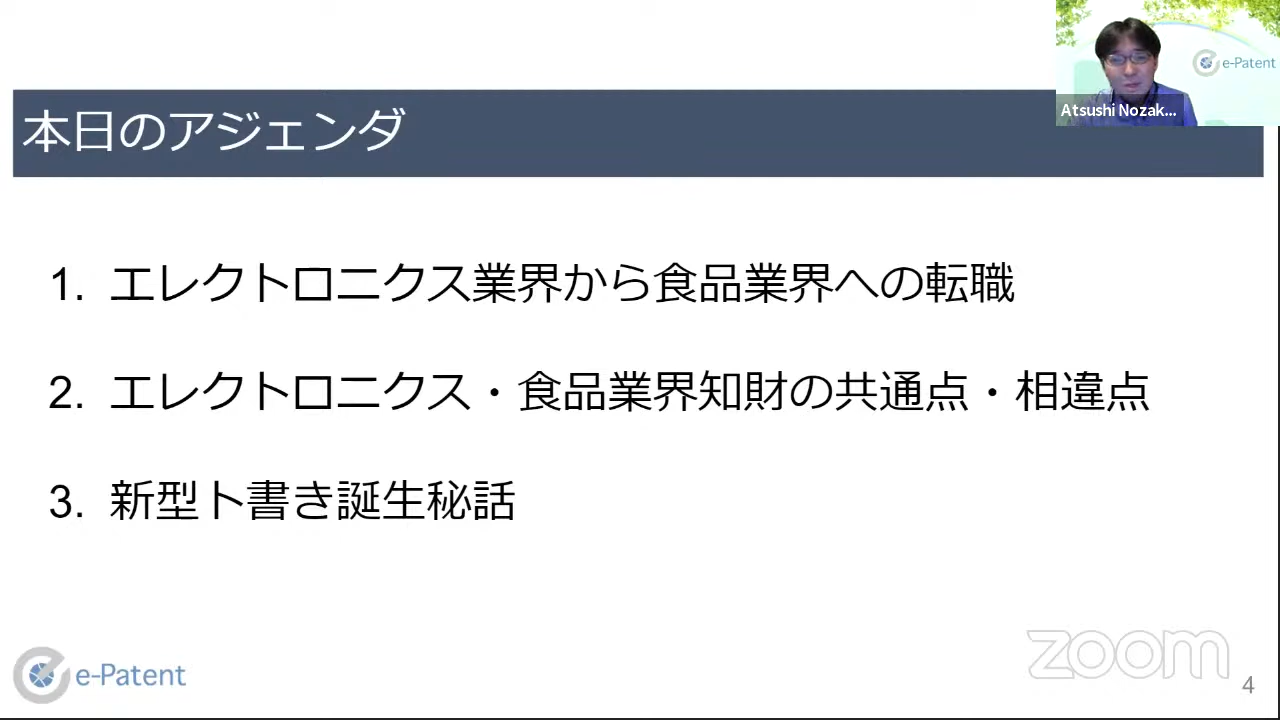 e-Patent
Atsushi Nozak...
本日のアジェンダ
1. エレクトロニクス業界から食品業界への転職
2. エレクトロニクス・食品業界知財の共通点・相違点
3. 新型ト書き誕生秘話
e-Patent
zoom
4